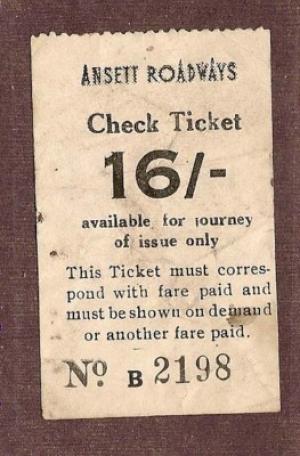 ANSETT ROADWAYS
Check Ticket
16/-
available for journey
of issue only
This Ticket must corres-
pond with fare paid and
must be shown on demand
or another fare paid.
No. B 2198